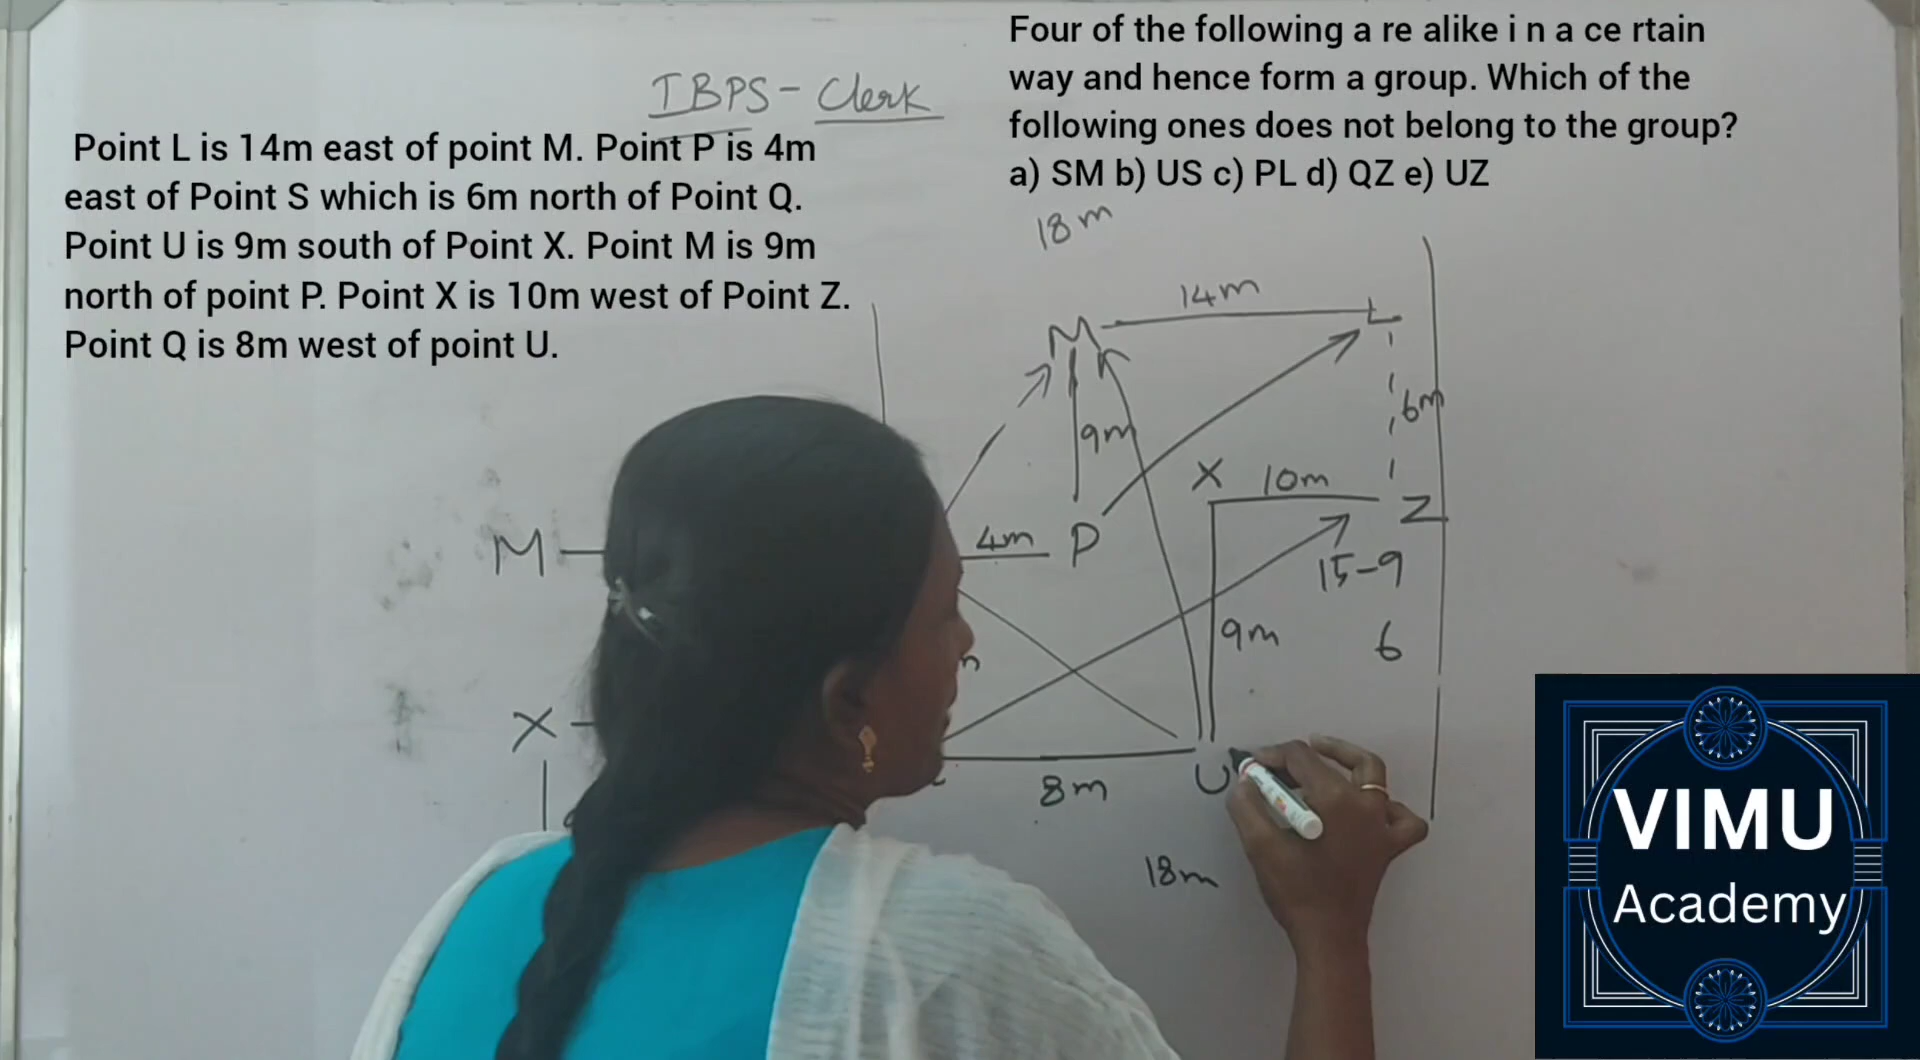 IBPS - Clerk
Point L is 14m east of point M. Point P is 4m
east of Point S which is 6m north of Point Q.
Point U is 9m south of Point X. Point M is 9m
north of point P. Point X is 10m west of Point Z.
Point Q is 8m west of point U.
Four of the following a re alike i n a ce rtain
way and hence form a group. Which of the
following ones does not belong to the group?
a) SM b) US c) PL d) QZ e) UZ
18m
14m
M L
9m
6m
X 10m
Z
4m P
M
15-9
9m
6
X
8m
U
18m
VIMU
Academy